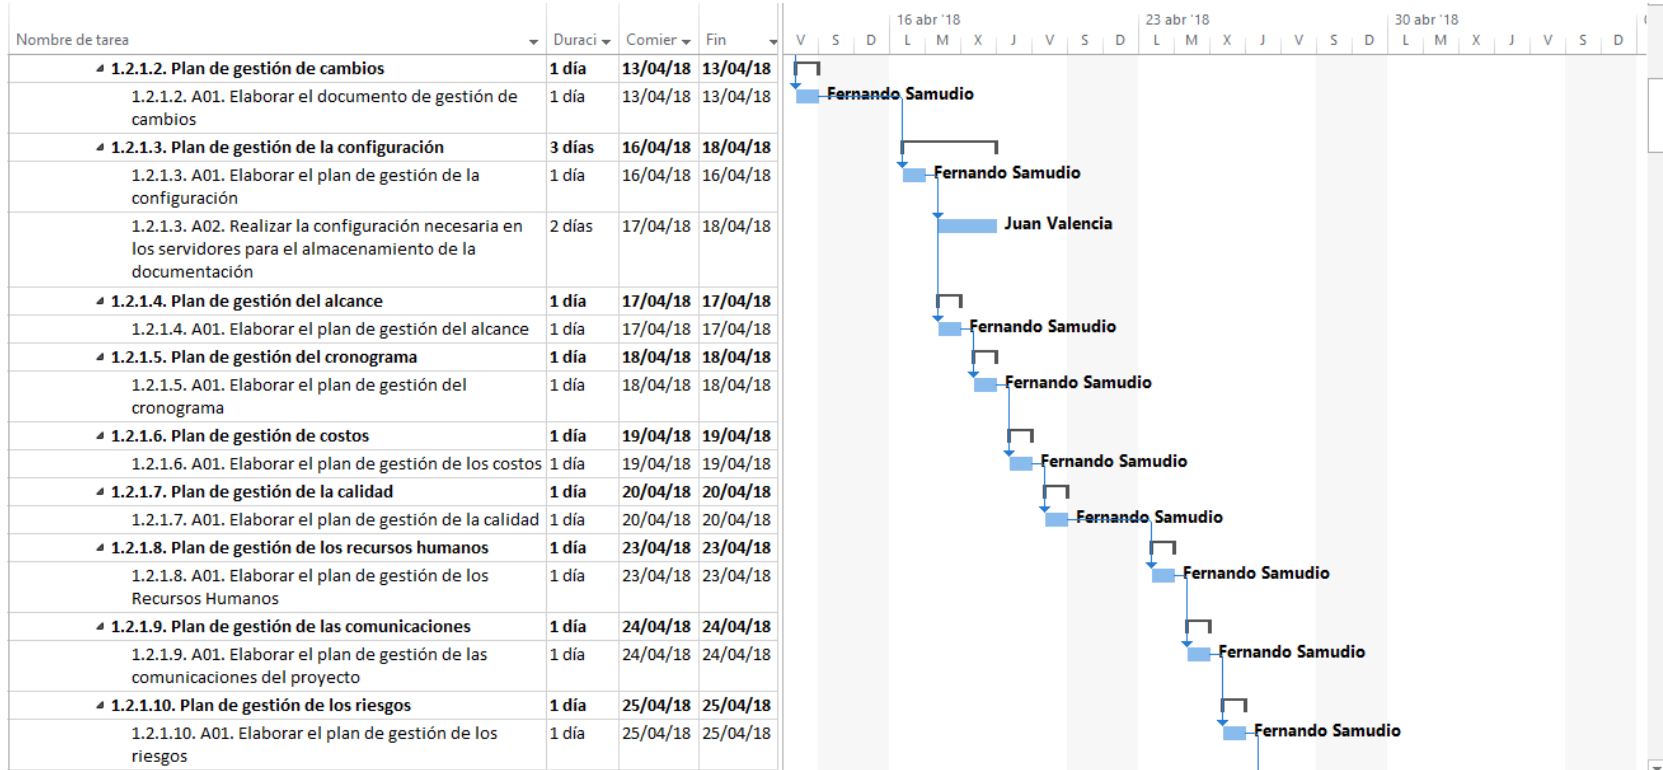 16 abr '18 23 abr '18 30 abr '18
Nombre de tarea Duraci Comier Fin V S D L M X J V S D L M X J V S D L M X J V S D
1.2.1.2. Plan de gestión de cambios 1 día 13/04/18 13/04/18
1.2.1.2. A01. Elaborar el documento de gestión de 1 día 13/04/18 13/04/18 Fernando Samudio
cambios
1.2.1.3. Plan de gestión de la configuración 3 días 16/04/18 18/04/18
1.2.1.3. A01. Elaborar el plan de gestión de la 1 día 16/04/18 16/04/18 Fernando Samudio
configuración
1.2.1.3. A02. Realizar la configuración necesaria en 2 días 17/04/18 18/04/18 Juan Valencia
los servidores para el almacenamiento de la
documentación
1.2.1.4. Plan de gestión del alcance 1 día 17/04/18 17/04/18
1.2.1.4. A01. Elaborar el plan de gestión del alcance 1 día 17/04/18 17/04/18 Fernando Samudio
1.2.1.5. Plan de gestión del cronograma 1 día 18/04/18 18/04/18
1.2.1.5. A01. Elaborar el plan de gestión del 1 día 18/04/18 18/04/18 Fernando Samudio
cronograma
1.2.1.6. Plan de gestión de costos 1 día 19/04/18 19/04/18
1.2.1.6. A01. Elaborar el plan de gestión de los costos 1 día 19/04/18 19/04/18 Fernando Samudio
1.2.1.7. Plan de gestión de la calidad 1 día 20/04/18 20/04/18
1.2.1.7. A01. Elaborar el plan de gestión de la calidad 1 día 20/04/18 20/04/18 Fernando Samudio
1.2.1.8. Plan de gestión de los recursos humanos 1 día 23/04/18 23/04/18
1.2.1.8. A01. Elaborar el plan de gestión de los 1 día 23/04/18 23/04/18 Fernando Samudio
Recursos Humanos
1.2.1.9. Plan de gestión de las comunicaciones 1 día 24/04/18 24/04/18
1.2.1.9. A01. Elaborar el plan de gestión de las 1 día 24/04/18 24/04/18 Fernando Samudio
comunicaciones del proyecto
1.2.1.10. Plan de gestión de los riesgos 1 día 25/04/18 25/04/18
1.2.1.10. A01. Elaborar el plan de gestión de los 1 día 25/04/18 25/04/18 Fernando Samudio
riesgos